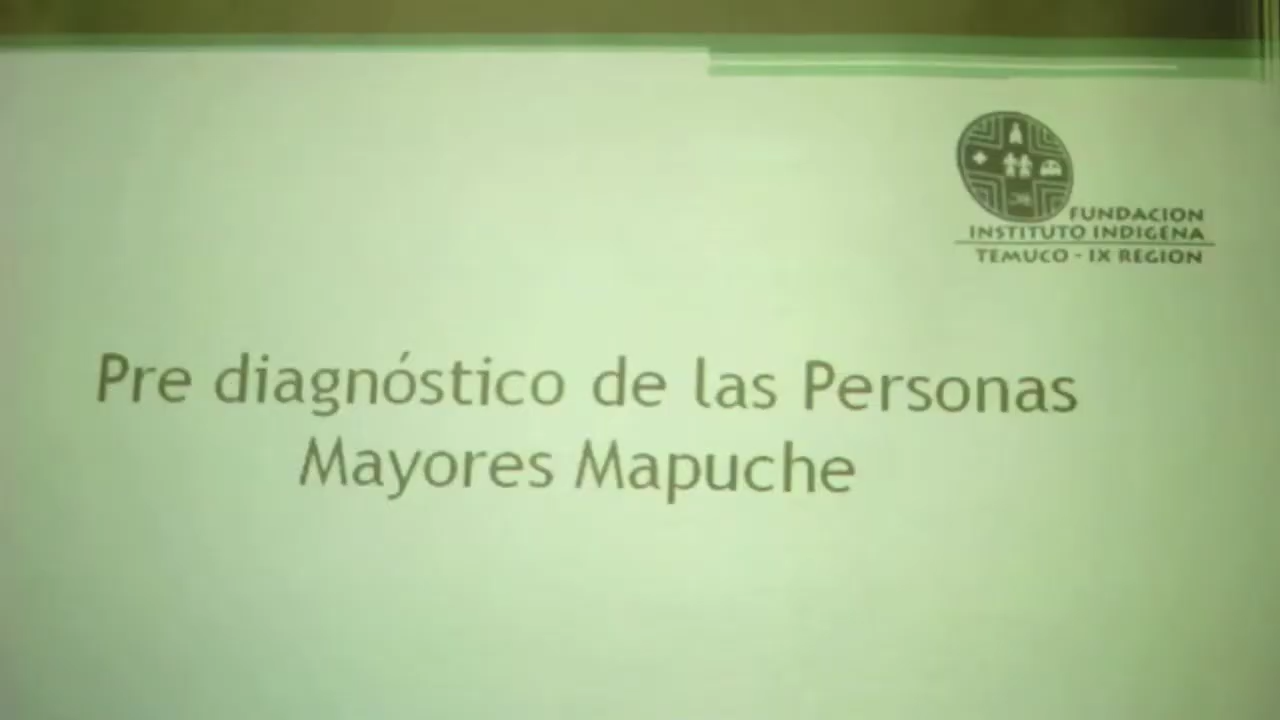 FUNDACION
INSTITUTO INDIGENA
TEMUCO - IX REGION
Pre diagnóstico de las Personas
Mayores Mapuche